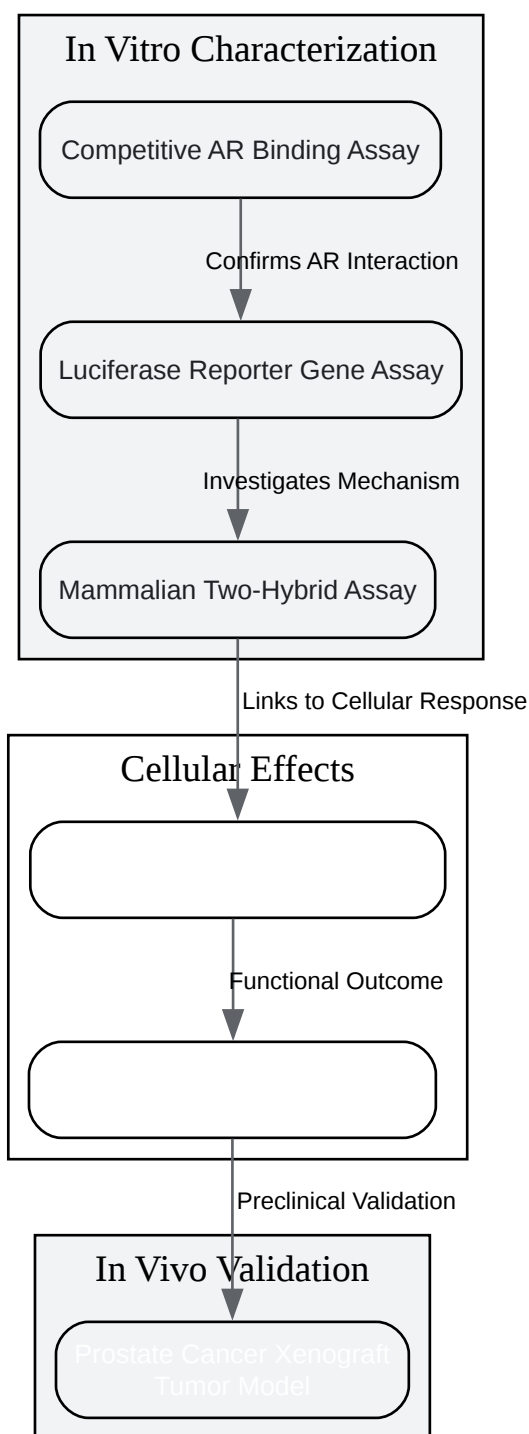 In Vitro Characterization
Competitive AR Binding Assay
Confirms AR Interaction
Luciferase Reporter Gene Assay
Investigates Mechanism
Mammalian Two-Hybrid Assay
Links to Cellular Response
Cellular Effects
Functional Outcome
Preclinical Validation
In Vivo Validation
Prostate Cancer Xenograft
Tumor Model